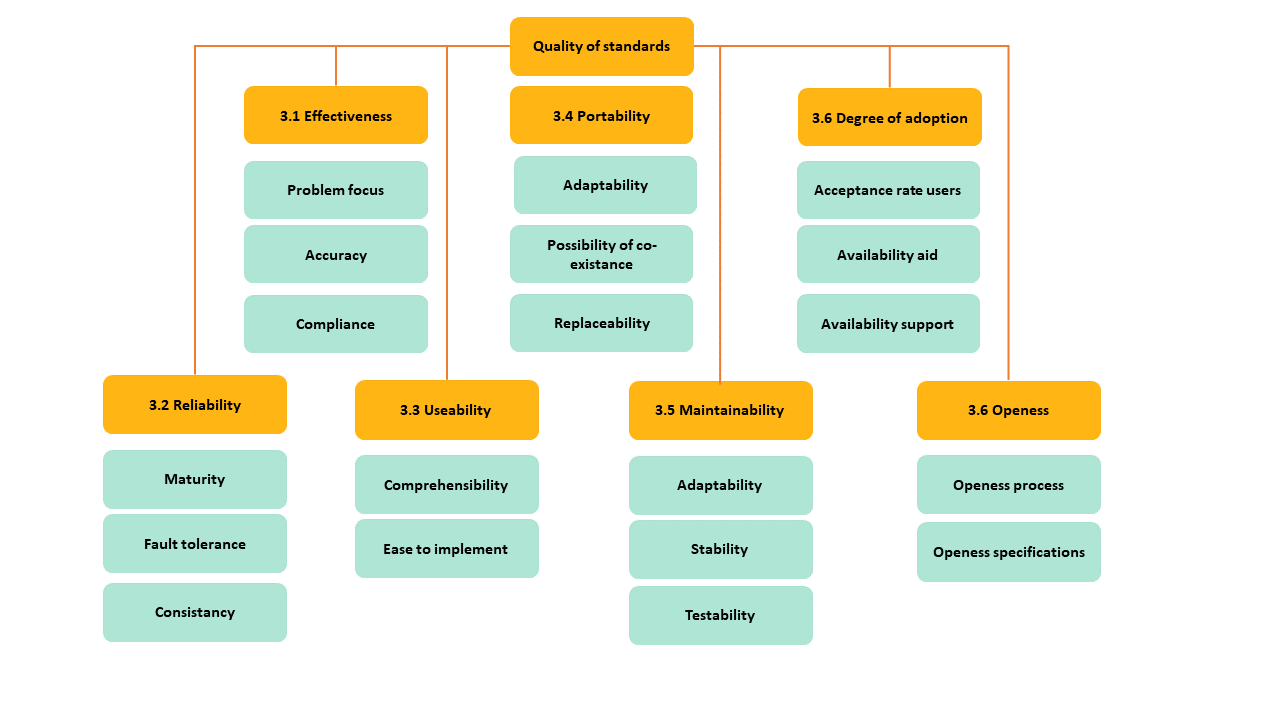 Quality of standards
3.1 Effectiveness
Problem focus
Accuracy
Compliance
3.4 Portability
Adaptability
Possibility of co-
existance
Replaceability
3.6 Degree of adoption
Acceptance rate users
Availability aid
Availability support
3.2 Reliability
Maturity
Fault tolerance
Consistancy
3.3 Useability
Comprehensibility
Ease to implement
3.5 Maintainability
Adaptability
Stability
Testability
3.6 Openess
Openess process
Openess specifications